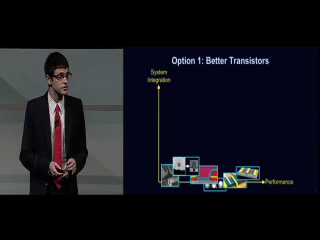 Option 1: Better Transistors
System
Integration
Performance